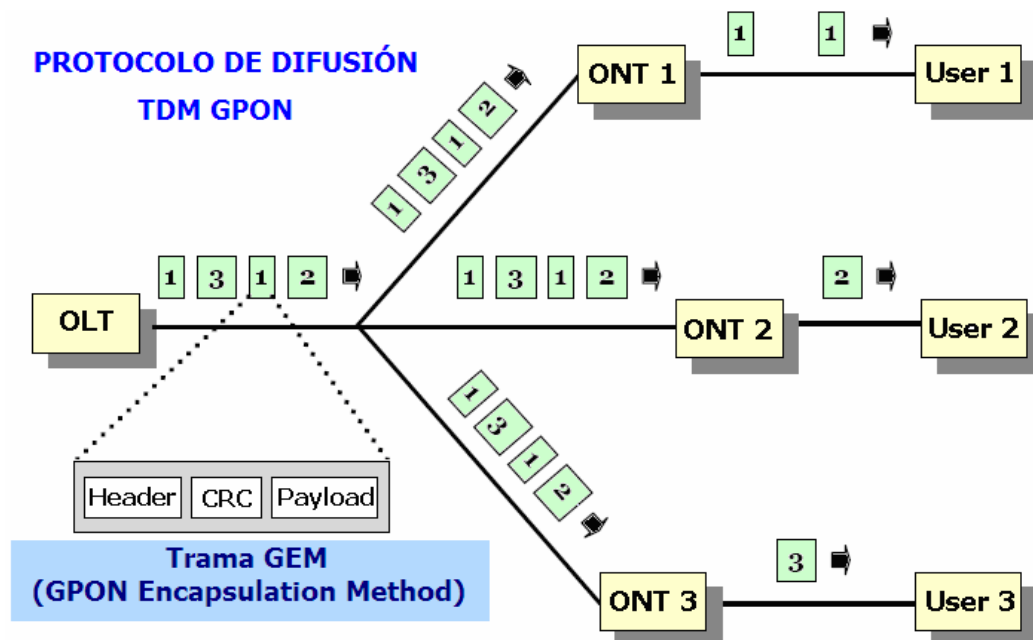 PROTOCOLO DE DIFUSIÓN
TDM GPON
1 1
ONT 1
User 1
1 3 1 2
1 3 1 2
1 3 1 2
2
OLT
ONT 2
User 2
1 3 1 2
Header CRC Payload
Trama GEM
(GPON Encapsulation Method)
3
ONT 3
User 3